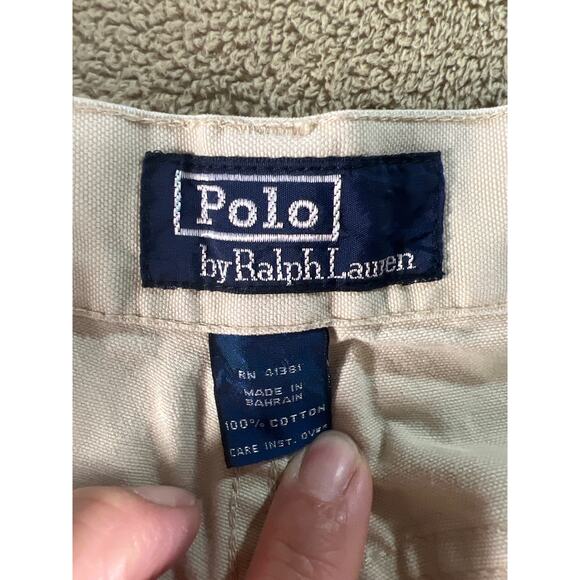 Polo
by Ralph Lauren
RN 41381
MADE IN
BAHRAIN
100% COTTON
CARE INST. OVER